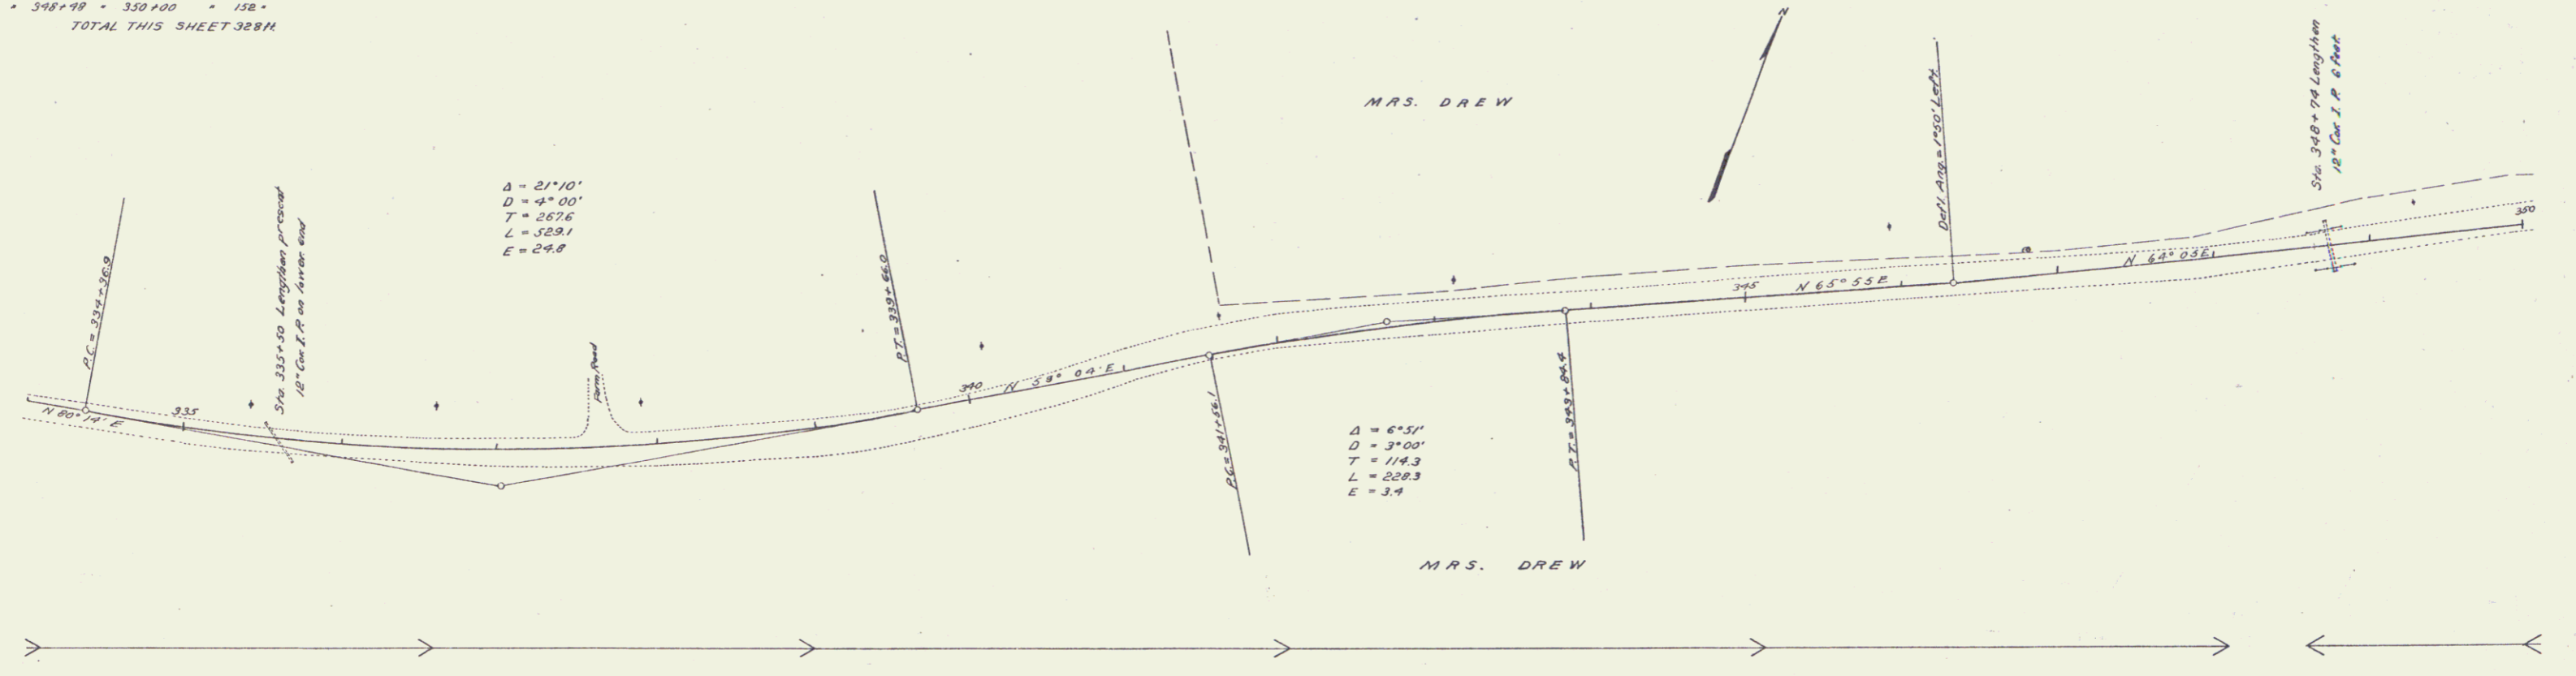 " 348+48 " 350+00 " 152 "
TOTAL THIS SHEET 328 ft.
N
MRS. DREW
Sta. 348+74 Lengthen
12" Cor. I. P. 6 feet.
Defl. Ang. = 1°50' Left.
Δ = 21°10'
D = 4°00'
T = 267.6
L = 529.1
E = 24.8
P.C. = 334+36.9
Sta. 335+50 Lengthen present
12" Cor. I. P. on lower end
Farm Road
P.T. = 339+66.0
350
N 64° 05 E
N 65° 55 E
345
340
N 59° 04' E
335
N 80° 14' E
P.C. = 341+56.1
P.T. = 343+84.4
Δ = 6°51'
D = 3°00'
T = 114.3
L = 228.3
E = 3.4
MRS. DREW